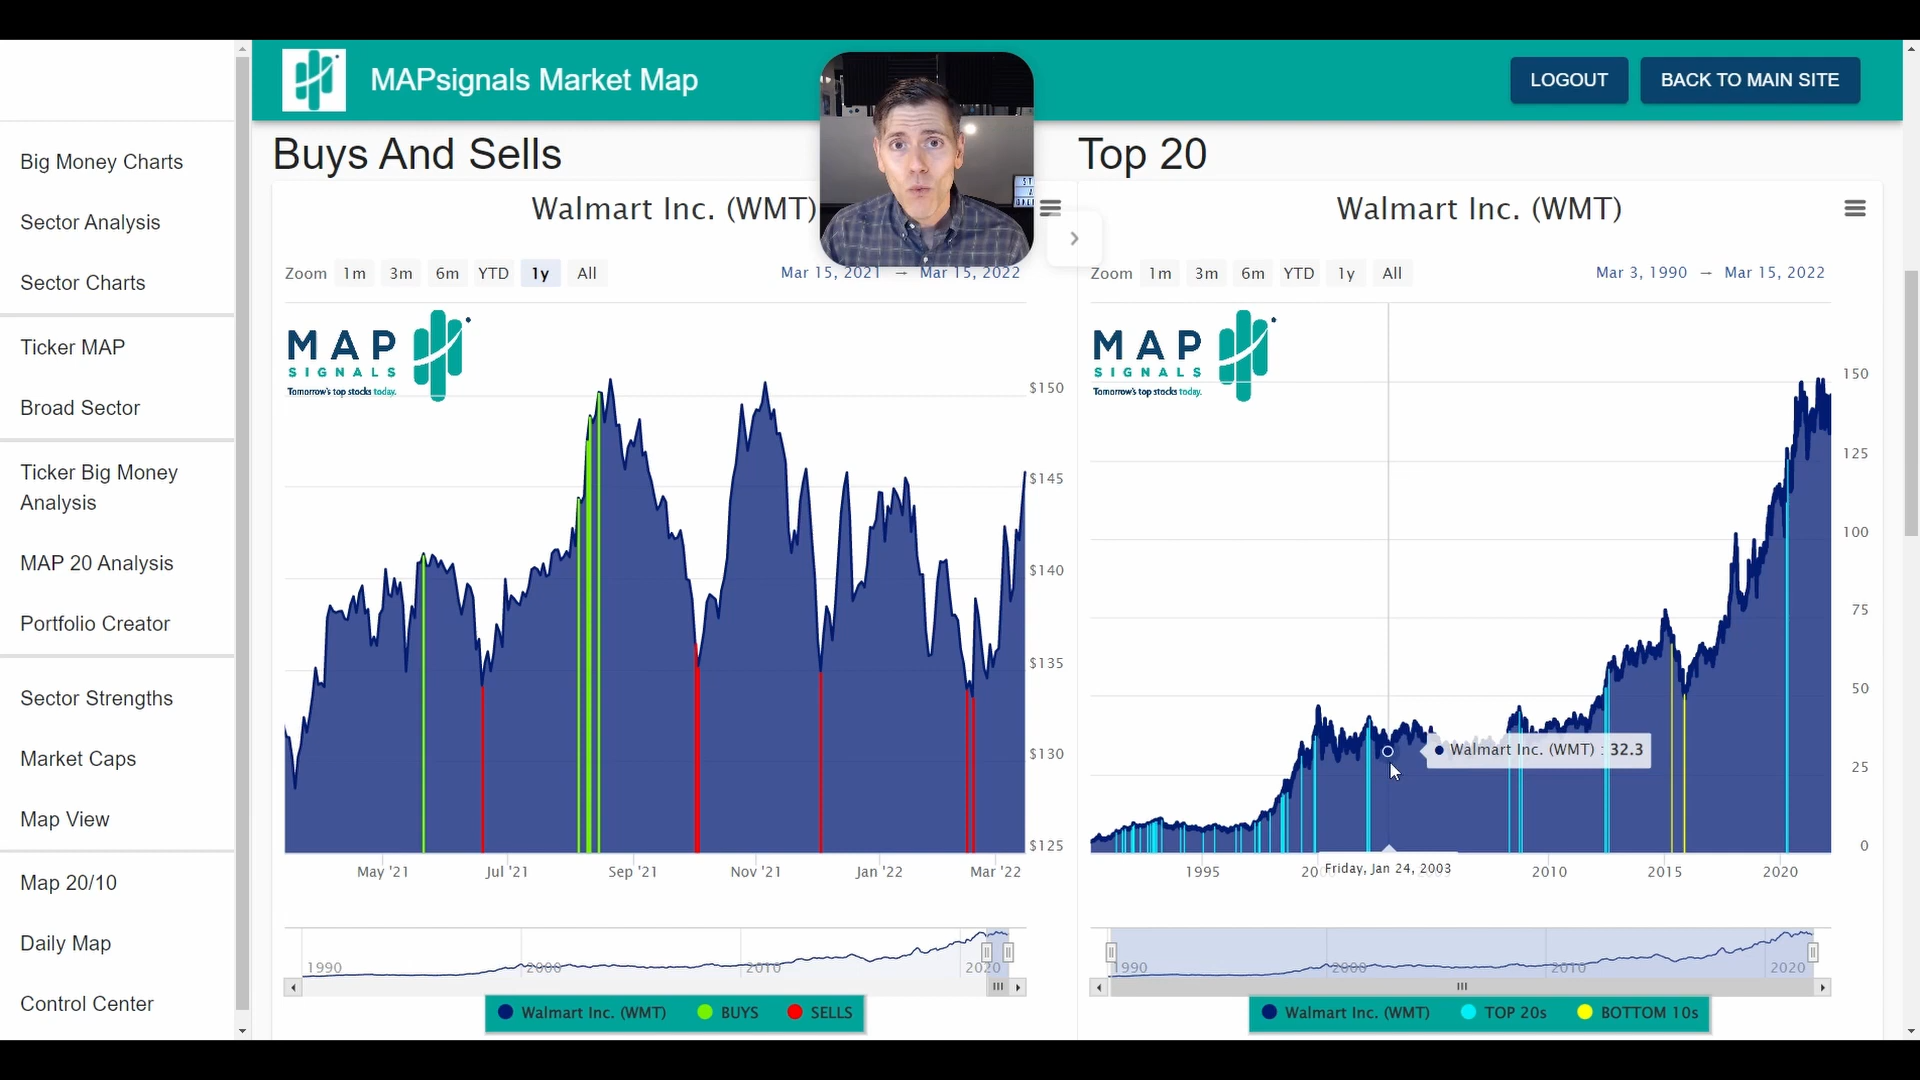 MAPsignals Market Map
LOGOUT
BACK TO MAIN SITE
Big Money Charts
Sector Analysis
Sector Charts
Ticker MAP
Broad Sector
Ticker Big Money
Analysis
MAP 20 Analysis
Portfolio Creator
Sector Strengths
Market Caps
Map View
Map 20/10
Daily Map
Control Center
Buys And Sells
Walmart Inc. (WMT)
Zoom 1m 3m 6m YTD 1y All
Mar 15, 2021 → Mar 15, 2022
MAP
SIGNALS
Tomorrow's top stocks today.
$150
$145
$140
$135
$130
$125
May '21 Jul '21 Sep '21 Nov '21 Jan '22 Mar '22
1990 2000 2010 2020
Walmart Inc. (WMT) BUYS SELLS
Top 20
Walmart Inc. (WMT)
Zoom 1m 3m 6m YTD 1y All
Mar 3, 1990 → Mar 15, 2022
MAP
SIGNALS
Tomorrow's top stocks today.
150
125
100
75
50
25
0
Walmart Inc. (WMT) : 32.3
1995 20 Friday, Jan 24, 2003 2010 2015 2020
1990 2000 2010 2020
Walmart Inc. (WMT) TOP 20s BOTTOM 10s